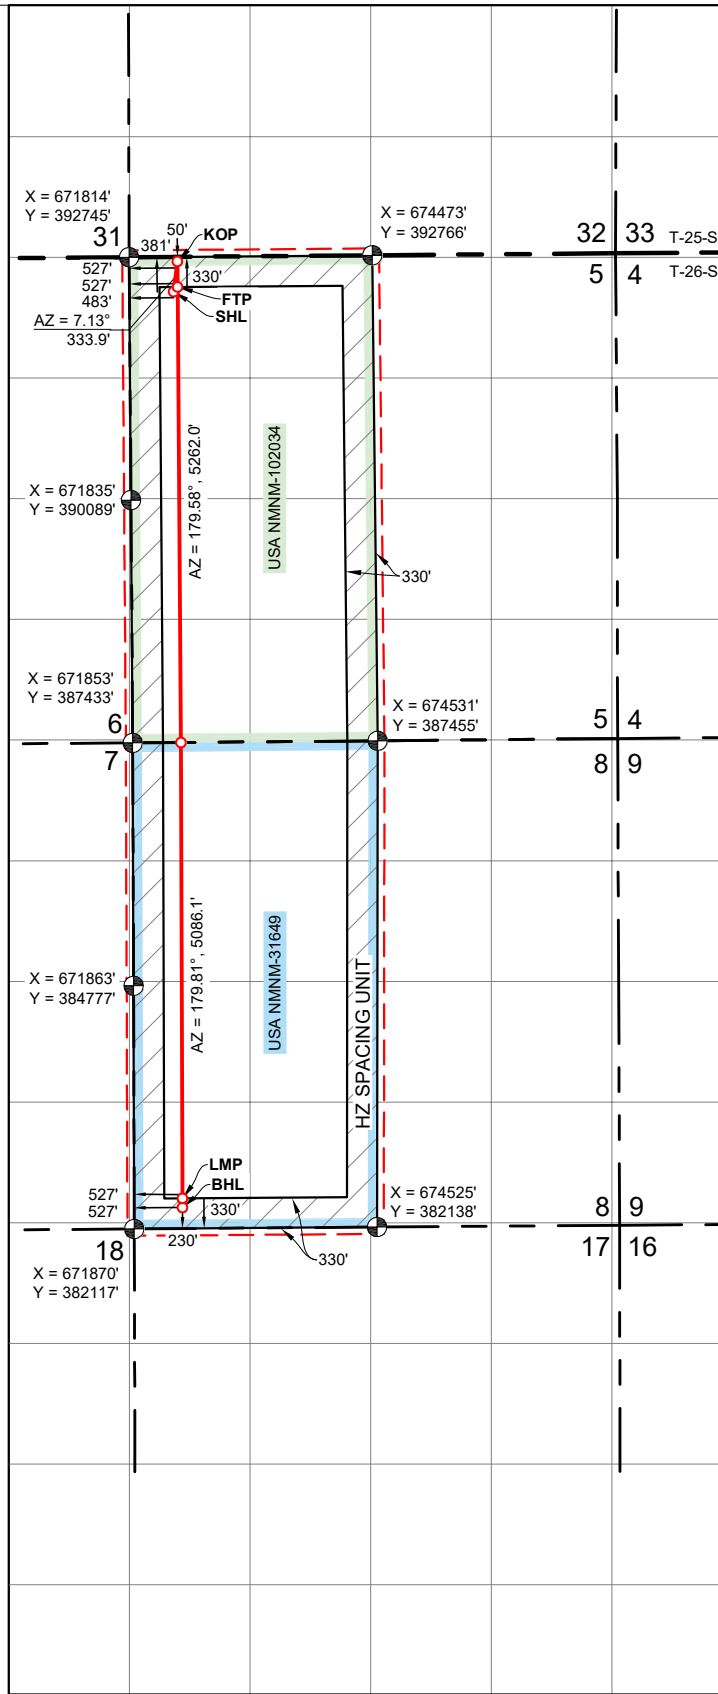 X = 671814'
Y = 392745'
31
50'
KOP
381'
X = 674473'
Y = 392766'
32 33
T-25-S
5 4
T-26-S
527'
527'
483'
330'
FTP
SHL
AZ = 7.13°
333.9'
AZ = 179.58°, 5262.0'
USA NMNM-102034
X = 671835'
Y = 390089'
330'
X = 671853'
Y = 387433'
6
7
X = 674531'
Y = 387455'
5 4
8 9
AZ = 179.81°, 5086.1'
USA NMNM-31649
HZ SPACING UNIT
X = 671863'
Y = 384777'
LMP
BHL
527'
527'
330'
230'
330'
X = 674525'
Y = 382138'
8 9
17 16
18
X = 671870'
Y = 382117'